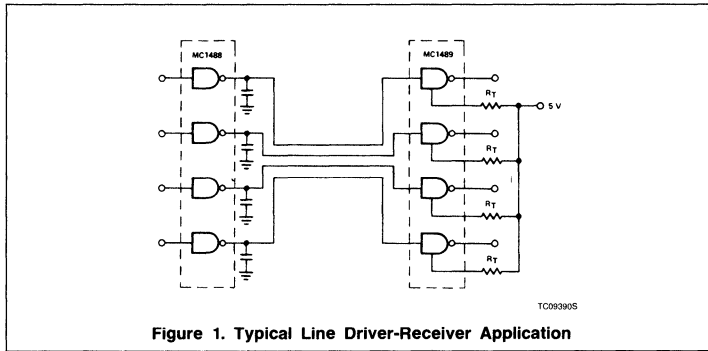 MC1488
MC1489
RT
5 V
RT
RT
RT
TC09390S
Figure 1. Typical Line Driver-Receiver Application